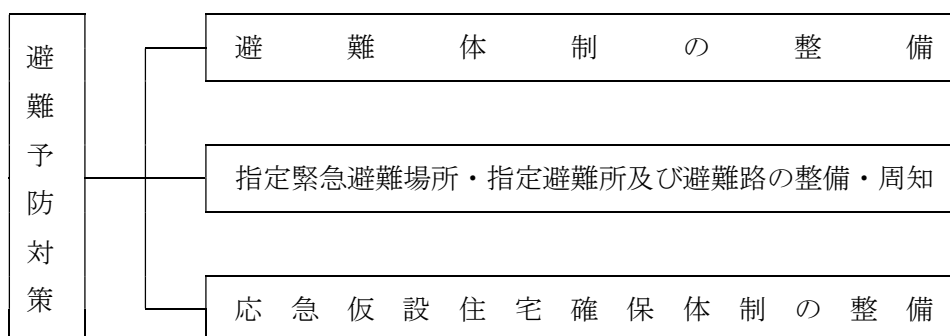 避難予防対策
避難体制の整備
指定緊急避難場所・指定避難所及び避難路の整備・周知
応急仮設住宅確保体制の整備